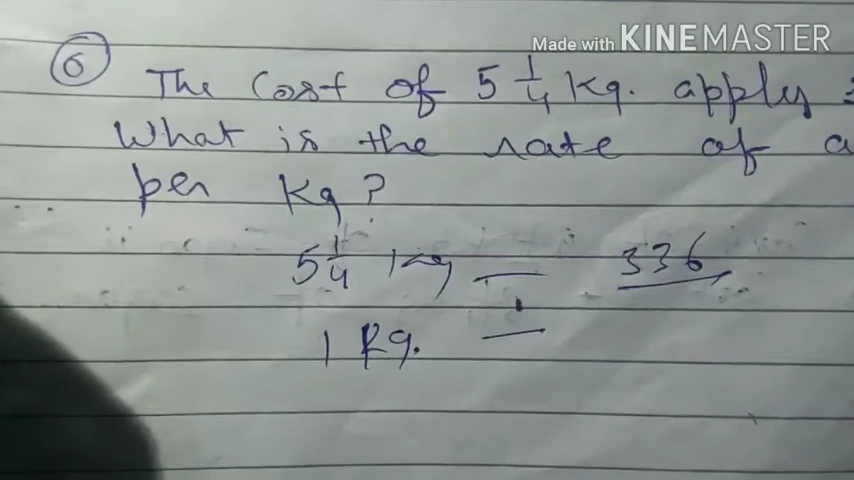 Made with KINEMASTER
6
The Cost of 5 1/4 Kg. apply
What is the rate of a
per Kg?
5 1/4 Kg = 336
1 Kg. =